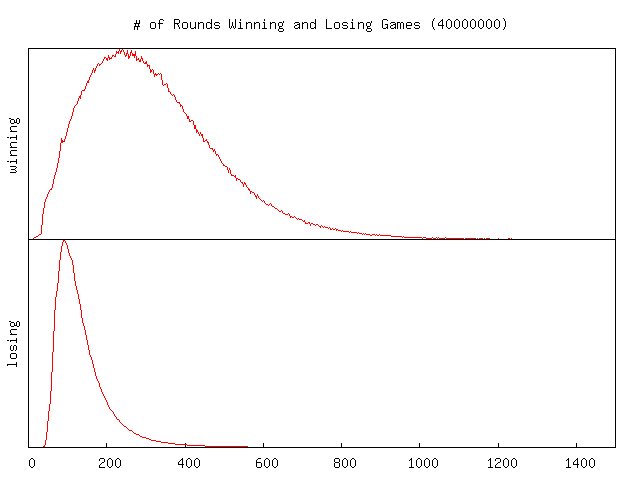 # of Rounds Winning and Losing Games (40000000)
winning
losing
0 200 400 600 800 1000 1200 1400